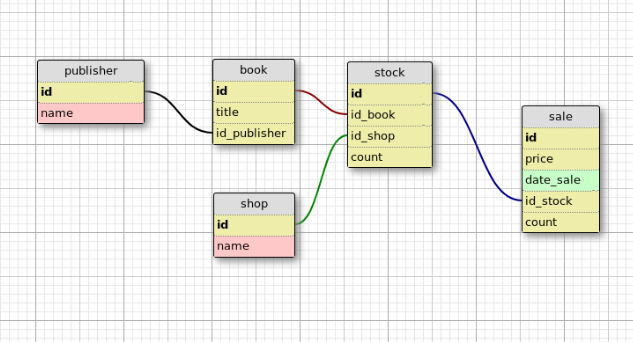 publisher
id
name
book
id
title
id_publisher
shop
id
name
stock
id
id_book
id_shop
count
sale
id
price
date_sale
id_stock
count